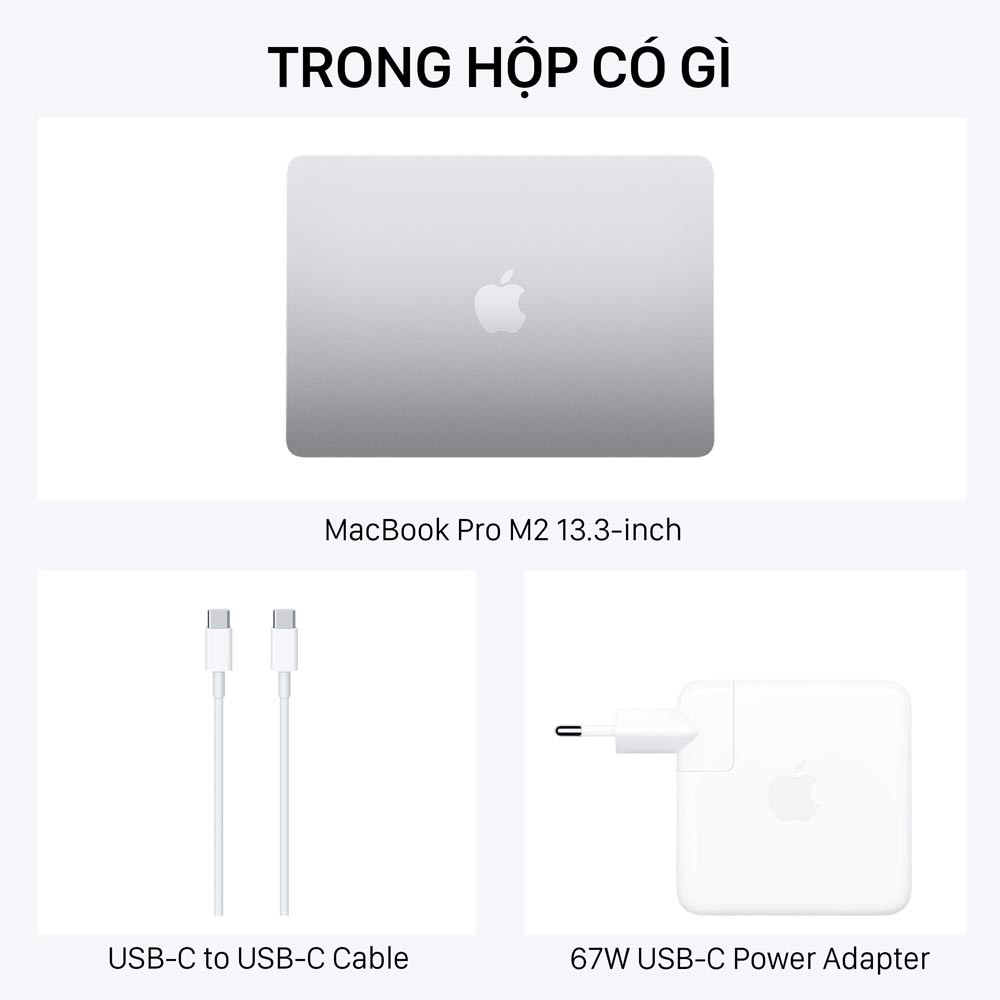 TRONG HỘP CÓ GÌ
MacBook Pro M2 13.3-inch
USB-C to USB-C Cable
67W USB-C Power Adapter